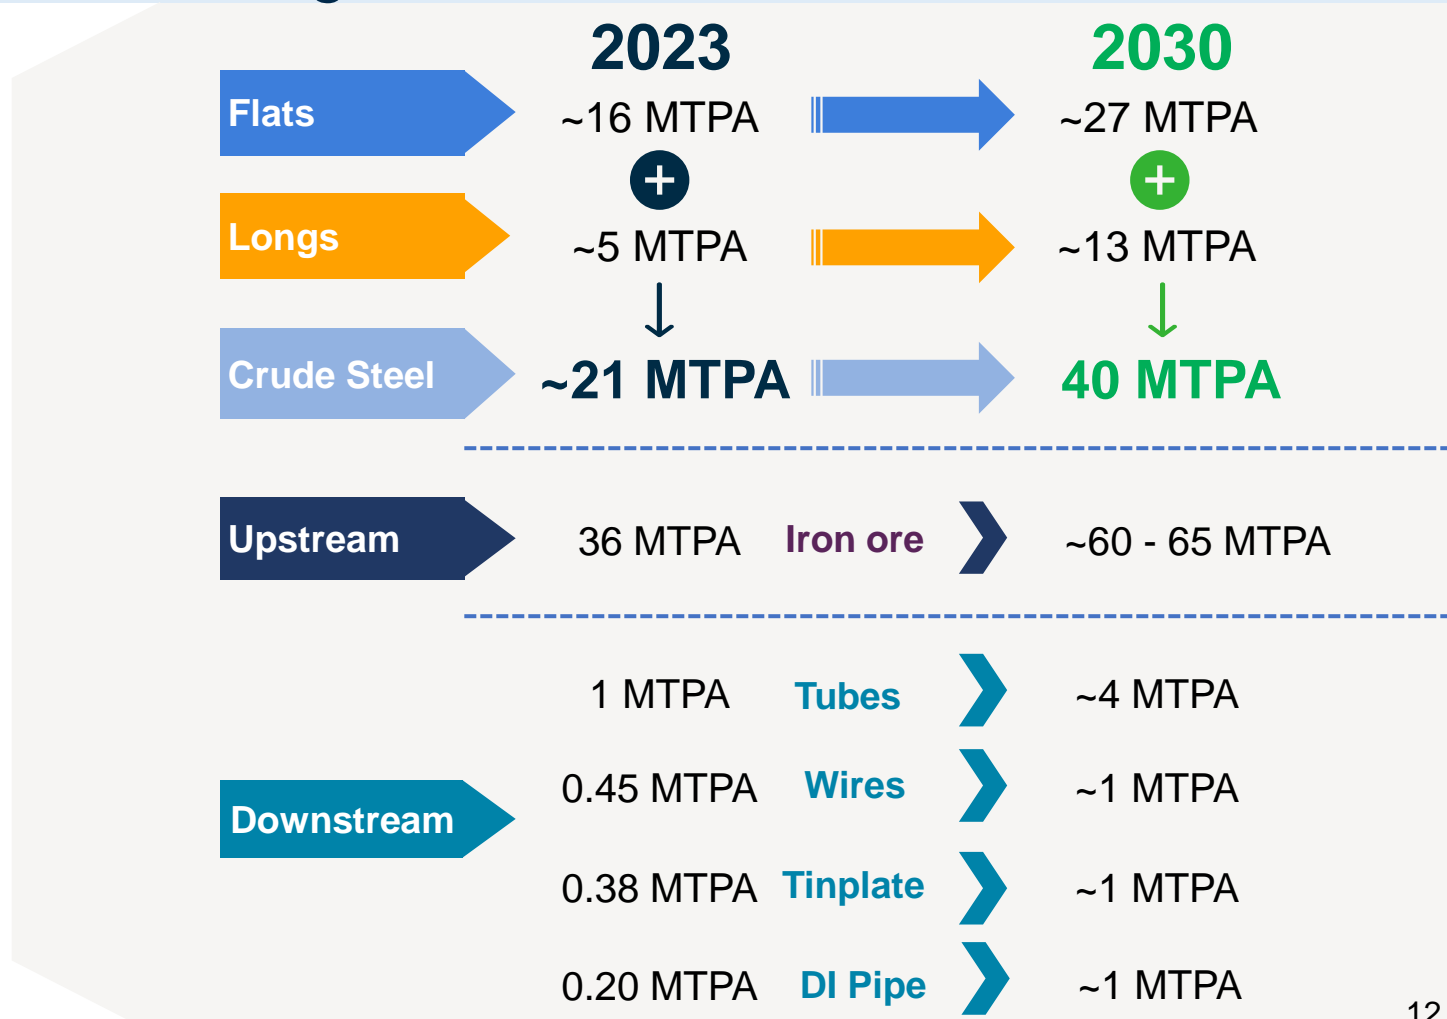 2023 2030
Flats ~16 MTPA ~27 MTPA
+ +
Longs ~5 MTPA ~13 MTPA
Crude Steel ~21 MTPA 40 MTPA
Upstream 36 MTPA Iron ore ~60 - 65 MTPA
1 MTPA Tubes ~4 MTPA
0.45 MTPA Wires ~1 MTPA
Downstream
0.38 MTPA Tinplate ~1 MTPA
0.20 MTPA DI Pipe ~1 MTPA
12